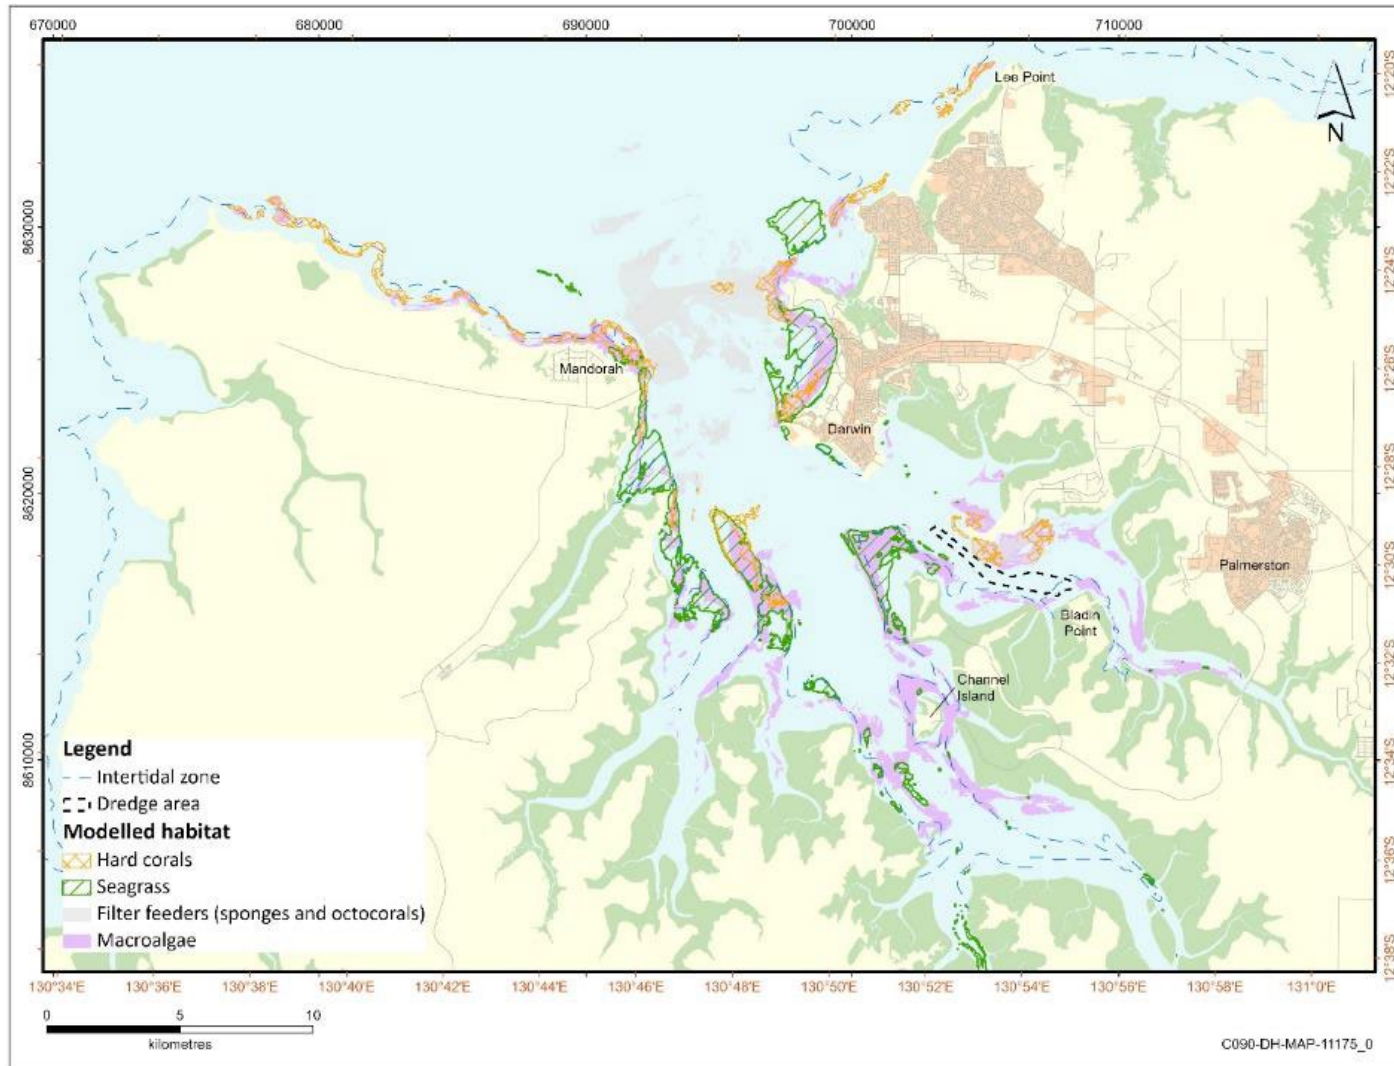 670000
680000
690000
700000
710000
12°20'S
Lee Point
N
12°22'S
8630000
12°24'S
12°26'S
Mandorah
Darwin
12°28'S
8620000
12°30'S
Palmerston
Bladin
Point
12°32'S
Channel
Island
Legend
8610000
12°34'S
Intertidal zone
Dredge area
Modelled habitat
Hard corals
12°36'S
Seagrass
Filter feeders (sponges and octocorals)
Macroalgae
12°38'S
130°34'E
130°36'E
130°38'E
130°40'E
130°42'E
130°44'E
130°46'E
130°48'E
130°50'E
130°52'E
130°54'E
130°56'E
130°58'E
131°0'E
0
5
10
kilometres
C090-DH-MAP-11175_0